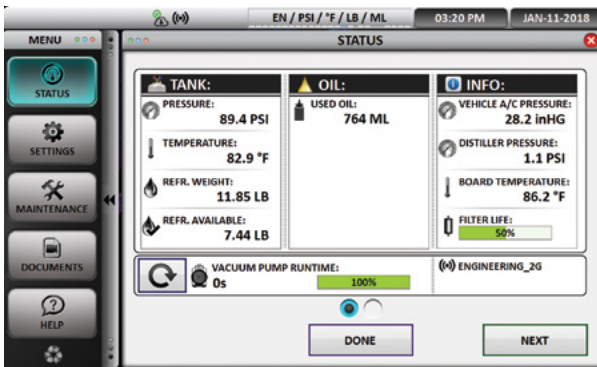 EN / PSI / °F / LB / ML
03:20 PM
JAN-11-2018
MENU
STATUS
STATUS
SETTINGS
MAINTENANCE
DOCUMENTS
HELP
TANK:
PRESSURE:
89.4 PSI
TEMPERATURE:
82.9 °F
REFR. WEIGHT:
11.85 LB
REFR. AVAILABLE:
7.44 LB
OIL:
USED OIL:
764 ML
INFO:
VEHICLE A/C PRESSURE:
28.2 inHG
DISTILLER PRESSURE:
1.1 PSI
BOARD TEMPERATURE:
86.2 °F
FILTER LIFE:
50%
VACUUM PUMP RUNTIME:
0s
100%
ENGINEERING_2G
DONE
NEXT